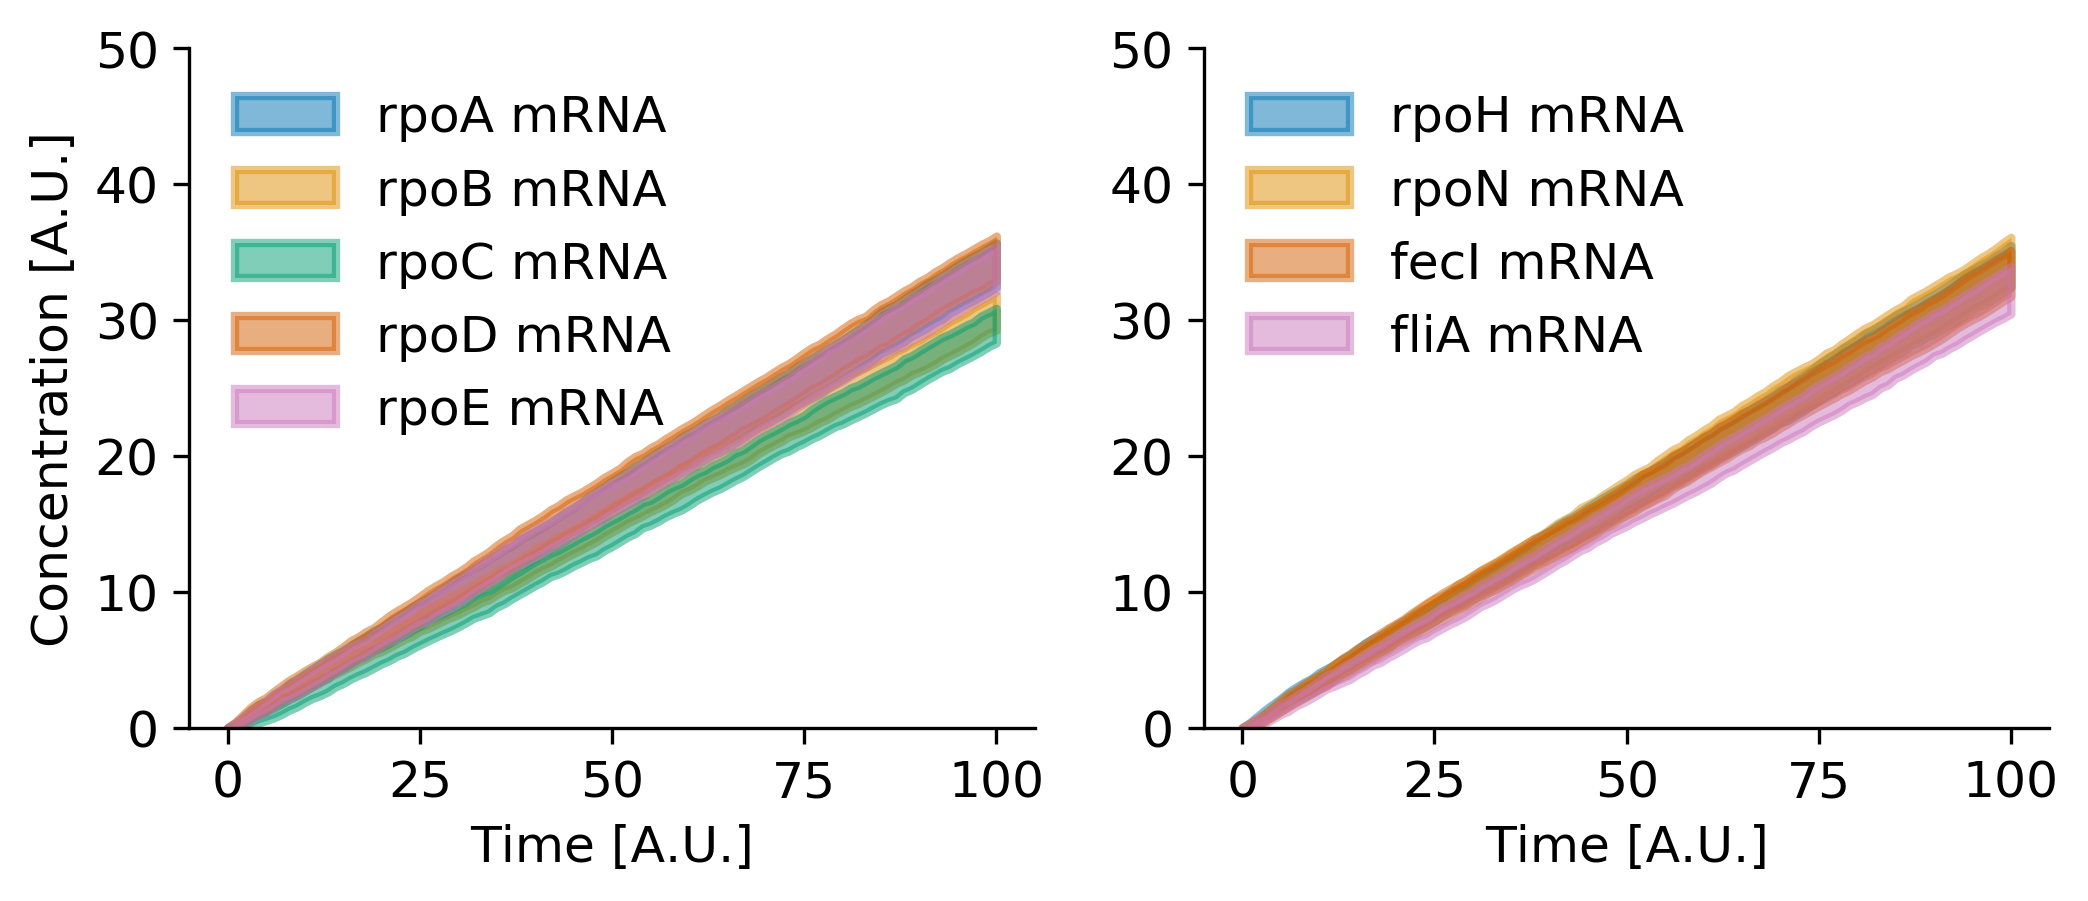 50
40
30
20
10
0
Concentration [A.U.]
rpoA mRNA
rpoB mRNA
rpoC mRNA
rpoD mRNA
rpoE mRNA
0 25 50 75 100
Time [A.U.]
50
40
30
20
10
0
rpoH mRNA
rpoN mRNA
fecI mRNA
fliA mRNA
0 25 50 75 100
Time [A.U.]